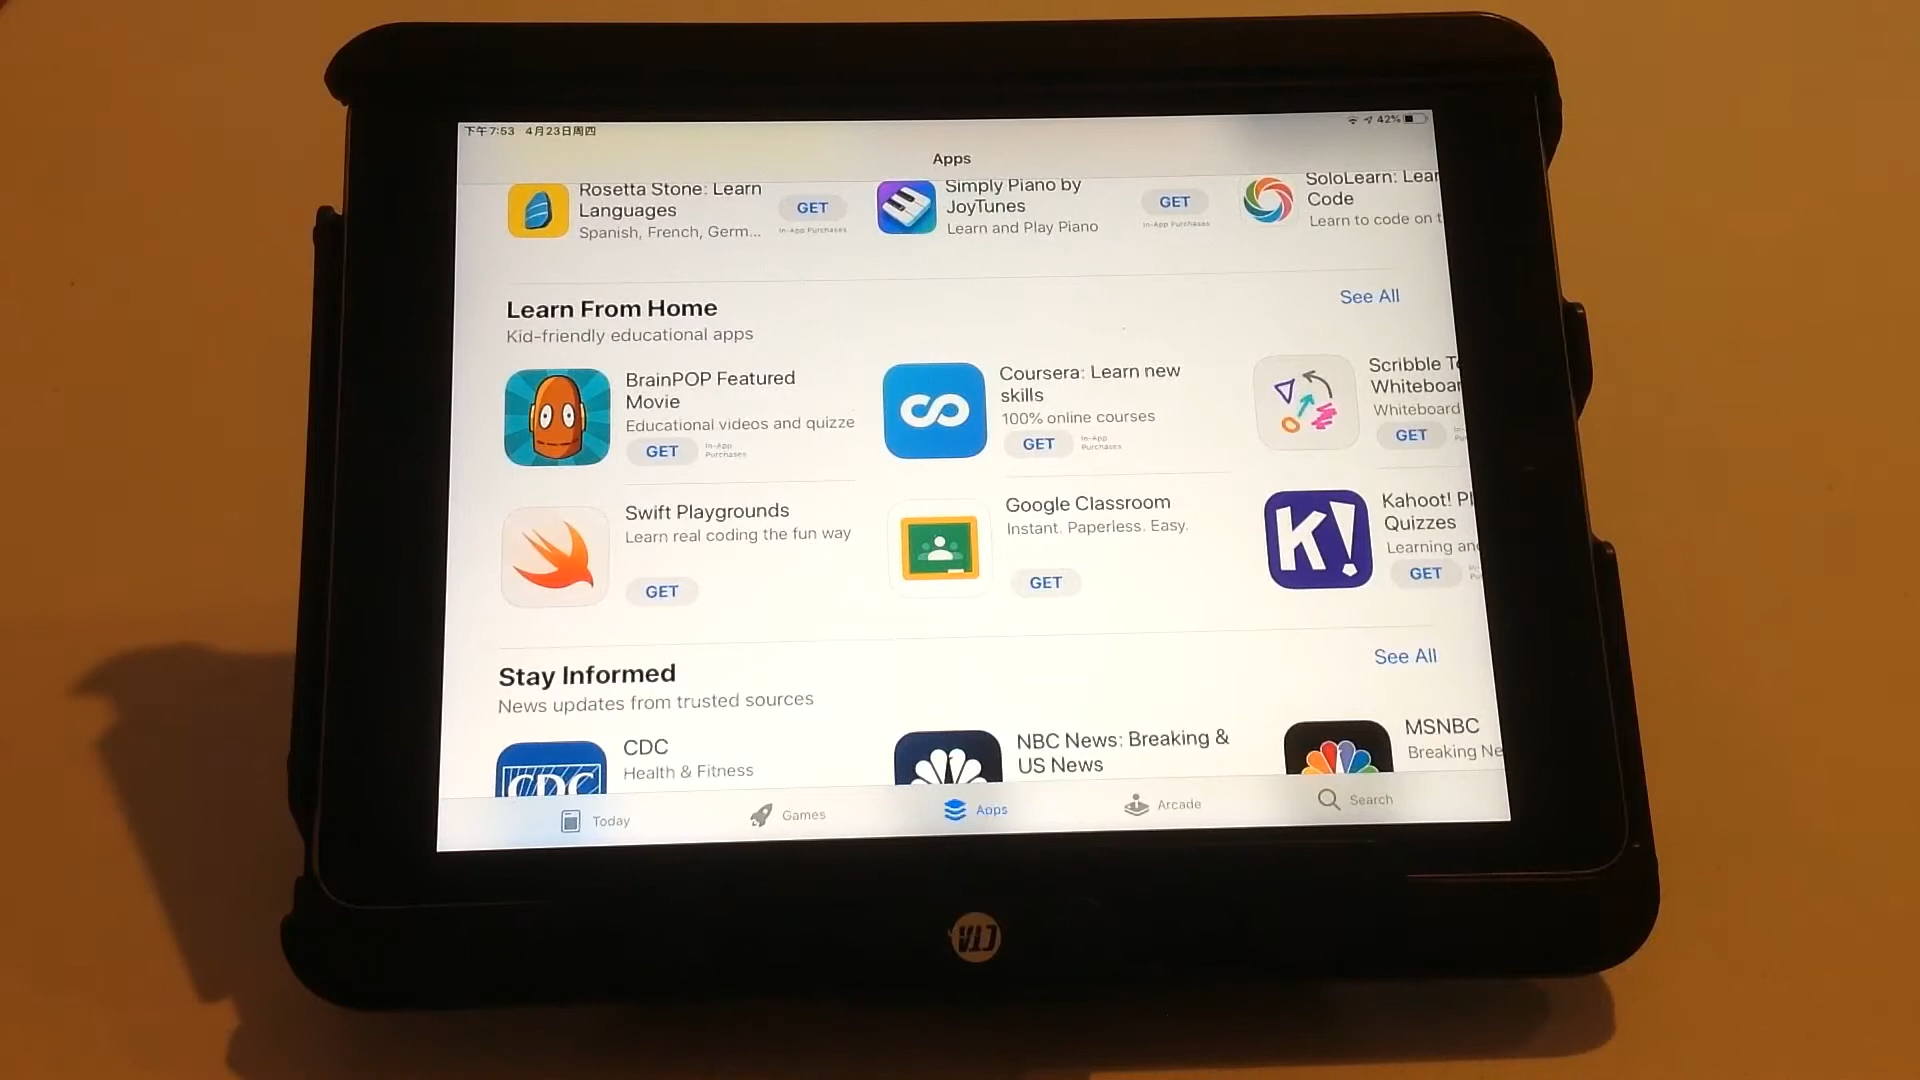 下午7:53 4月23日周四
42%
Apps
Rosetta Stone: Learn
Languages
Spanish, French, Germ...
GET
In-App Purchases
Simply Piano by
JoyTunes
Learn and Play Piano
GET
In-App Purchases
SoloLearn: Lear
Code
Learn to code on t
Learn From Home
See All
Kid-friendly educational apps
BrainPOP Featured
Movie
Educational videos and quizze
GET
In-App
Purchases
Coursera: Learn new
skills
100% online courses
GET
In-App
Purchases
Scribble T
Whiteboar
Whiteboard
GET
Swift Playgrounds
Learn real coding the fun way
GET
Google Classroom
Instant. Paperless. Easy.
GET
K!
Kahoot! Pl
Quizzes
Learning and
GET
Stay Informed
See All
News updates from trusted sources
CDC
CDC
Health & Fitness
NBC News: Breaking &
US News
MSNBC
Breaking Ne
Today
Games
Apps
Arcade
Search
CTA